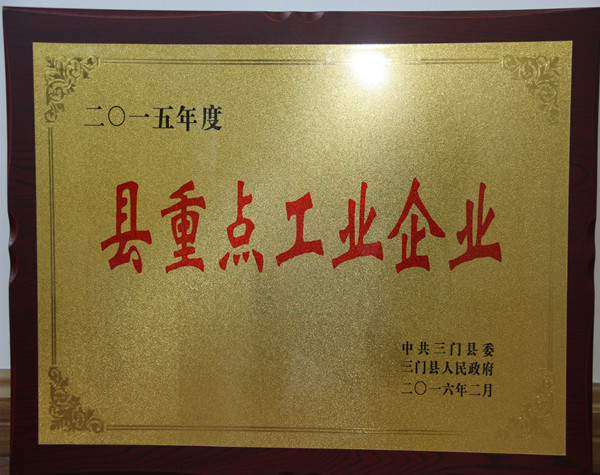 二〇一五年度
县重点工业企业
中共三门县委
三门县人民政府
二〇一六年二月